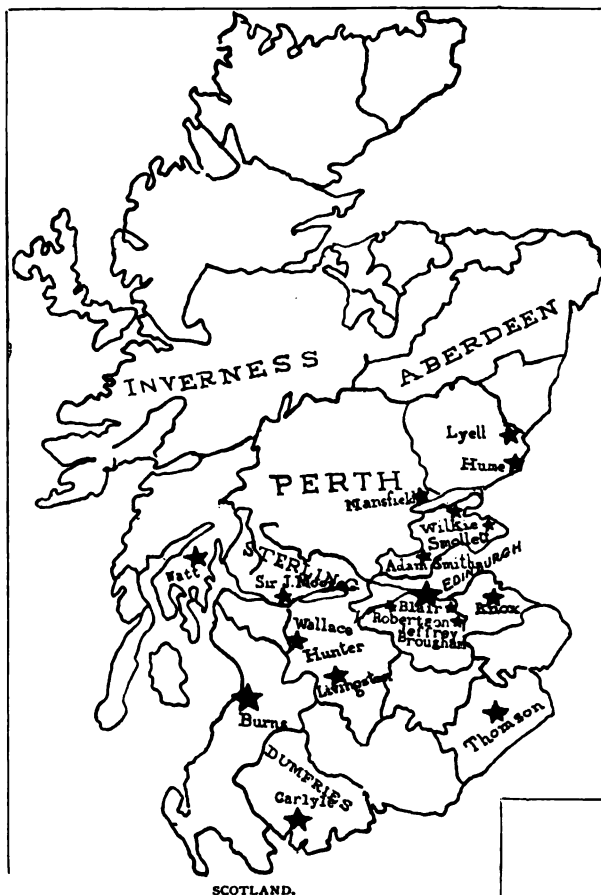 INVERNESS
ABERDEEN
Lyell
Hume
PERTH
Mansfield
Wilkie
Smollett
STERLING
Adam Smith
EDINBURGH
Watt
Sir J. Moore
Blair
Knox
Robertson
Jeffrey
Brougham
Wallace
Hunter
Livingston
Burns
Thomson
DUMFRIES
Carlyle
SCOTLAND.